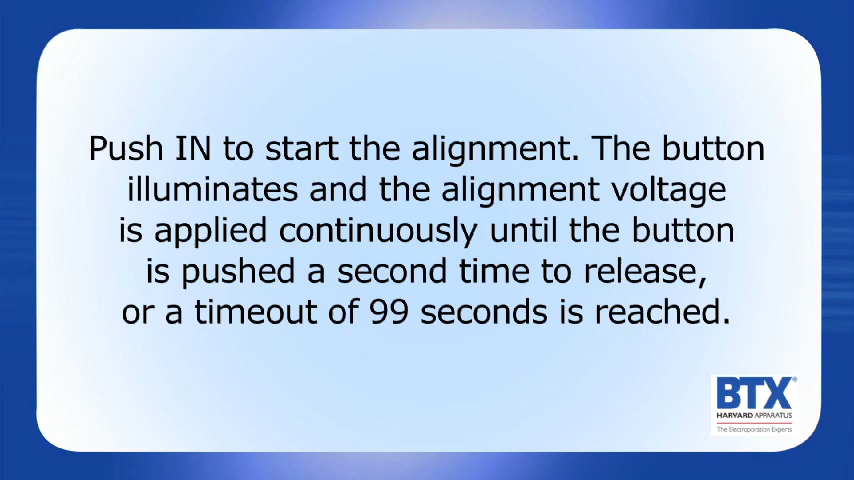 Push IN to start the alignment. The button
illuminates and the alignment voltage
is applied continuously until the button
is pushed a second time to release,
or a timeout of 99 seconds is reached.
BTX®
HARVARD APPARATUS
The Electroporation Experts